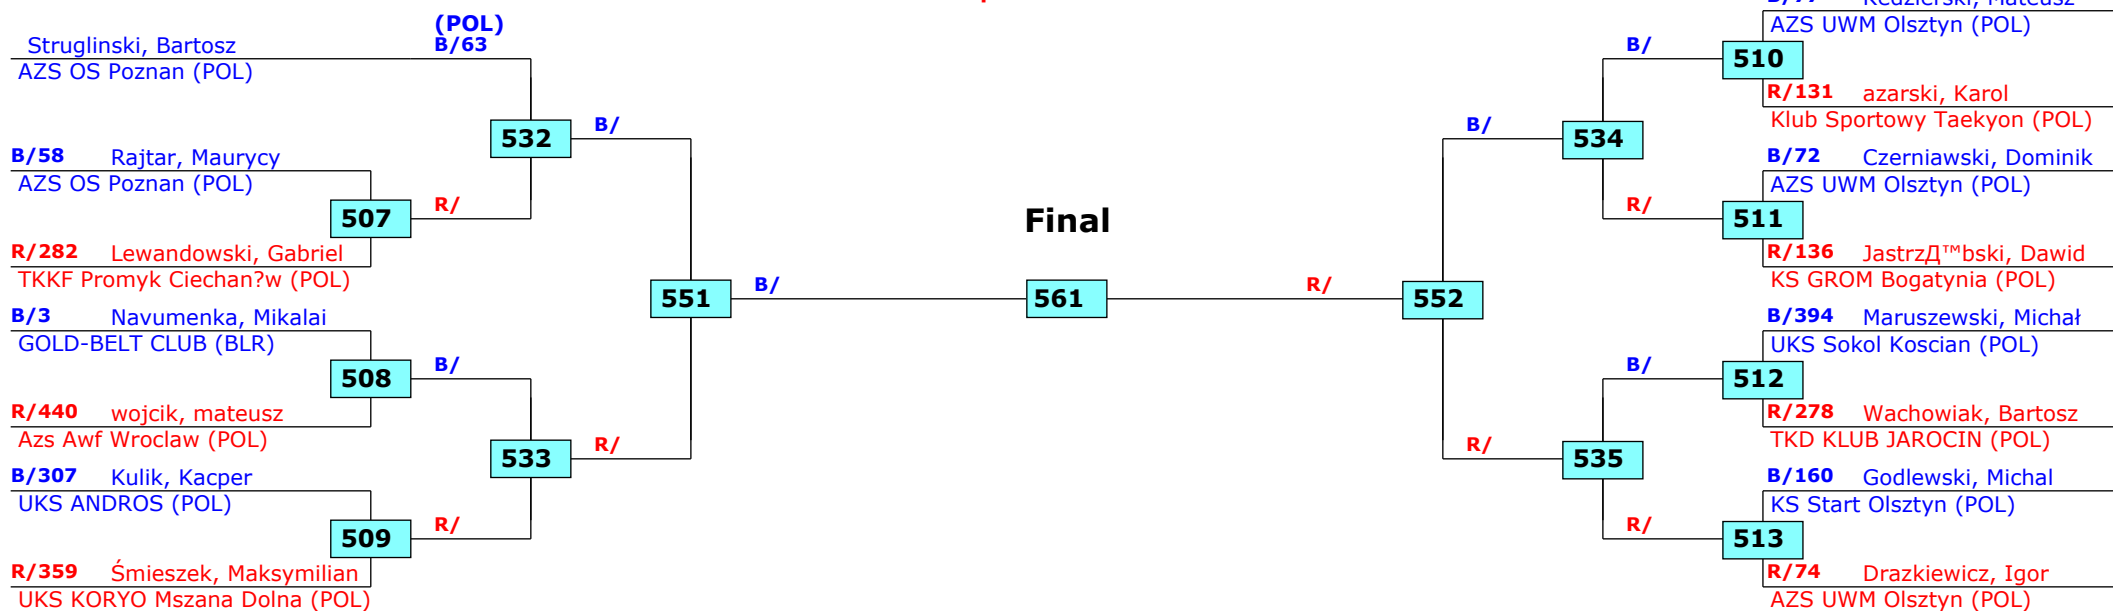 (POL)
Struglinski, Bartosz B/63
AZS OS Poznan (POL)
532
B/
B/58 Rajtar, Maurycy
AZS OS Poznan (POL)
507
R/
R/282 Lewandowski, Gabriel
TKKF Promyk Ciechan?w (POL)
551
B/
B/3 Navumenka, Mikalai
GOLD-BELT CLUB (BLR)
508
B/
R/440 wojcik, mateusz
Azs Awf Wroclaw (POL)
533
R/
B/307 Kulik, Kacper
UKS ANDROS (POL)
509
R/
R/359 Śmieszek, Maksymilian
UKS KORYO Mszana Dolna (POL)
Final
561
B/77 Kedzierski, Mateusz
AZS UWM Olsztyn (POL)
B/
510
R/131 azarski, Karol
Klub Sportowy Taekyon (POL)
B/
534
B/72 Czerniawski, Dominik
AZS UWM Olsztyn (POL)
R/
511
R/136 JastrzД™bski, Dawid
KS GROM Bogatynia (POL)
R/
552
B/394 Maruszewski, Michał
UKS Sokol Koscian (POL)
B/
512
R/278 Wachowiak, Bartosz
TKD KLUB JAROCIN (POL)
R/
535
B/160 Godlewski, Michal
KS Start Olsztyn (POL)
R/
513
R/74 Drazkiewicz, Igor
AZS UWM Olsztyn (POL)